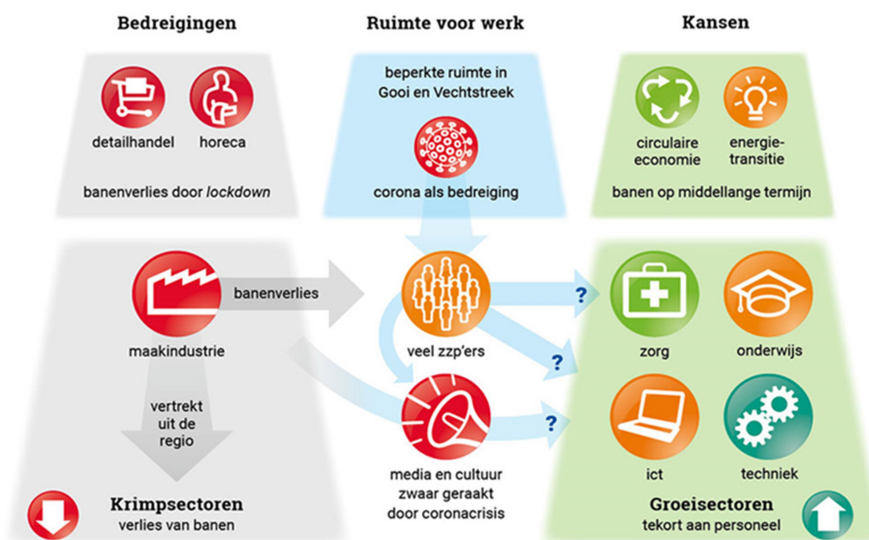 Bedreigingen
detailhandel
horeca
banenverlies door lockdown
Ruimte voor werk
beperkte ruimte in
Gooi en Vechtstreek
corona als bedreiging
Kansen
circulaire
economie
energie-
transitie
banen op middellange termijn
maakindustrie
banenverlies
vertrekt
uit de
regio
Krimpsectoren
verlies van banen
veel zzp'ers
?
?
?
media en cultuur
zwaar geraakt
door coronacrisis
zorg
onderwijs
ict
techniek
Groeisectoren
tekort aan personeel